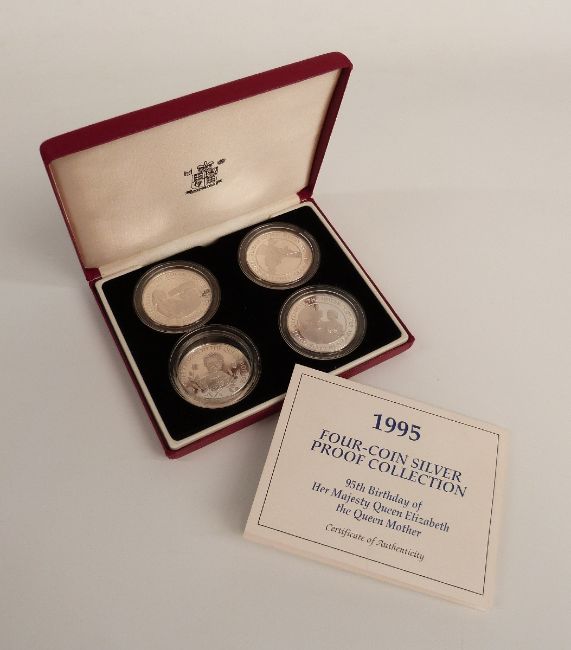 1995
FOUR-COIN SILVER
PROOF COLLECTION
95th Birthday of
Her Majesty Queen Elizabeth
the Queen Mother
Certificate of Authenticity